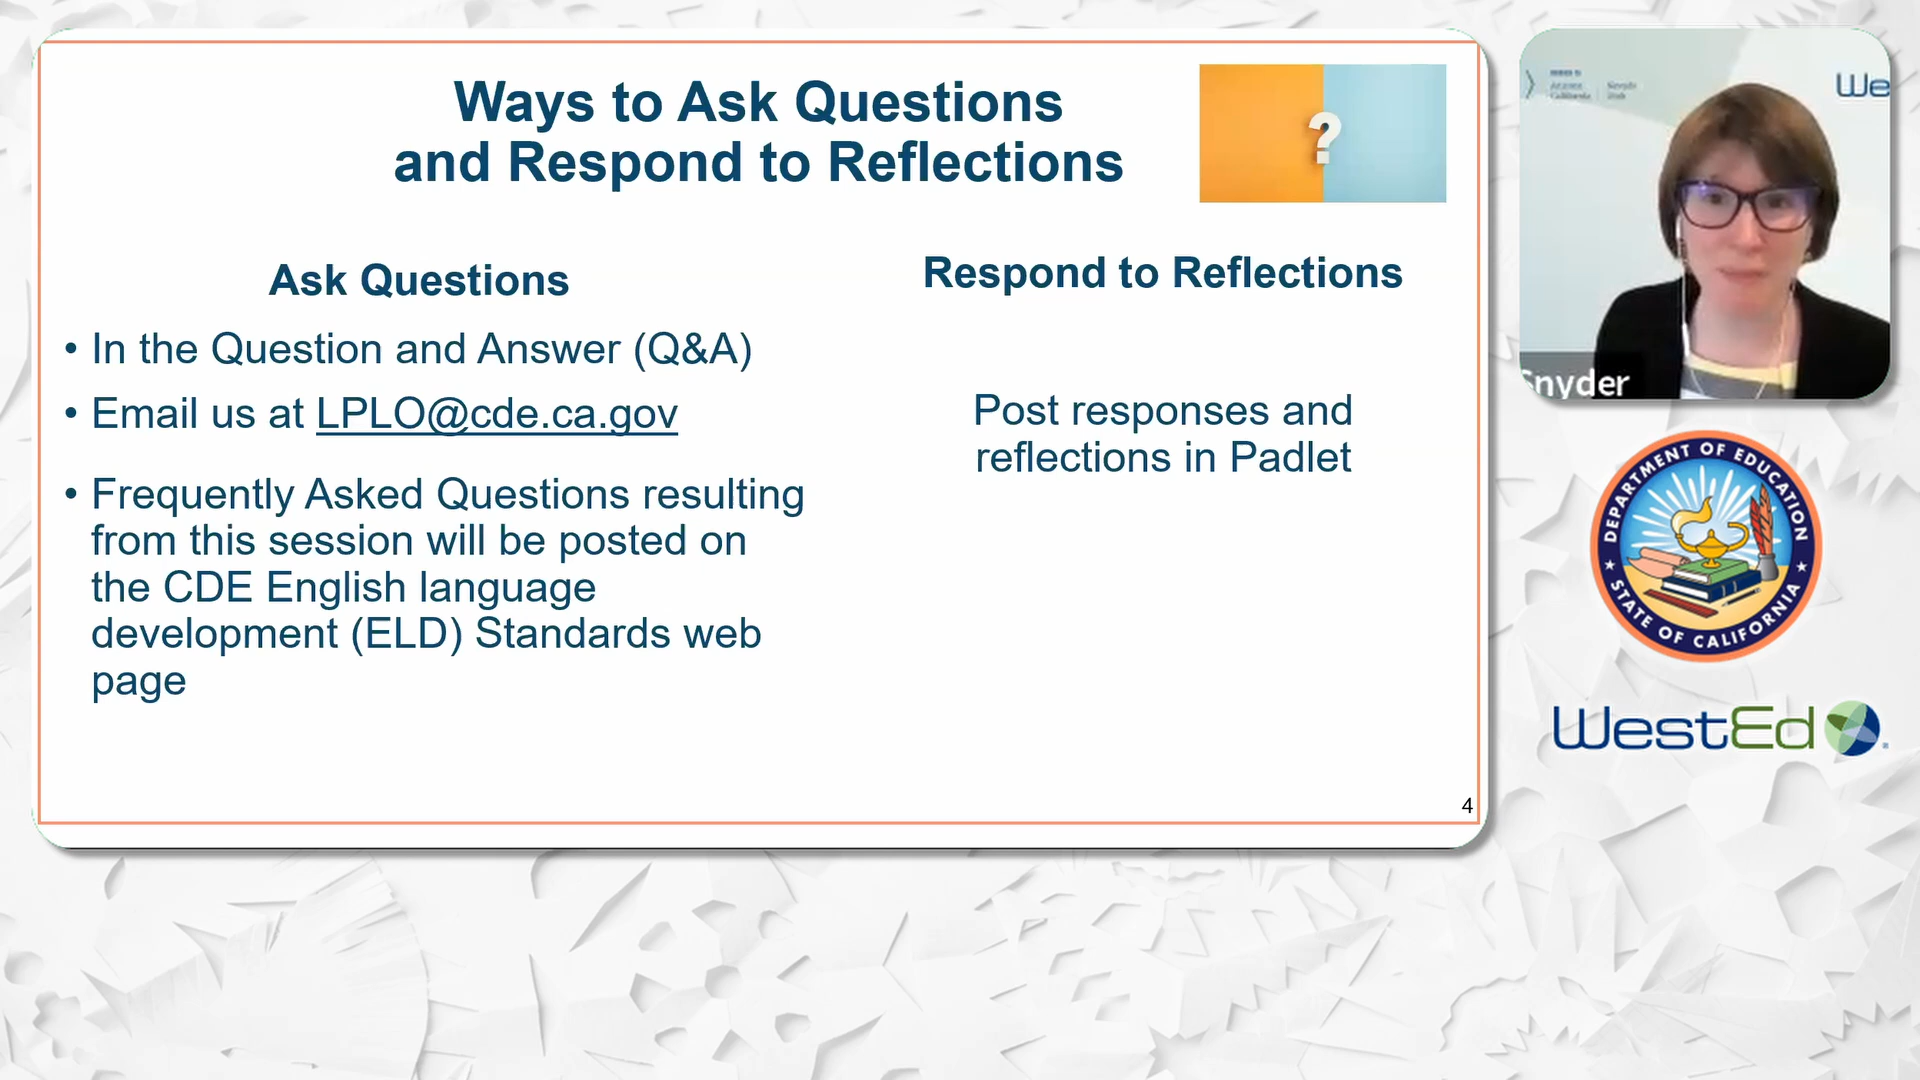 Ways to Ask Questions
and Respond to Reflections
?
Ask Questions
• In the Question and Answer (Q&A)
• Email us at LPLO@cde.ca.gov
• Frequently Asked Questions resulting
from this session will be posted on
the CDE English language
development (ELD) Standards web
page
Respond to Reflections
Post responses and
reflections in Padlet
4
We
Snyder
DEPARTMENT OF EDUCATION
STATE OF CALIFORNIA
WestEd